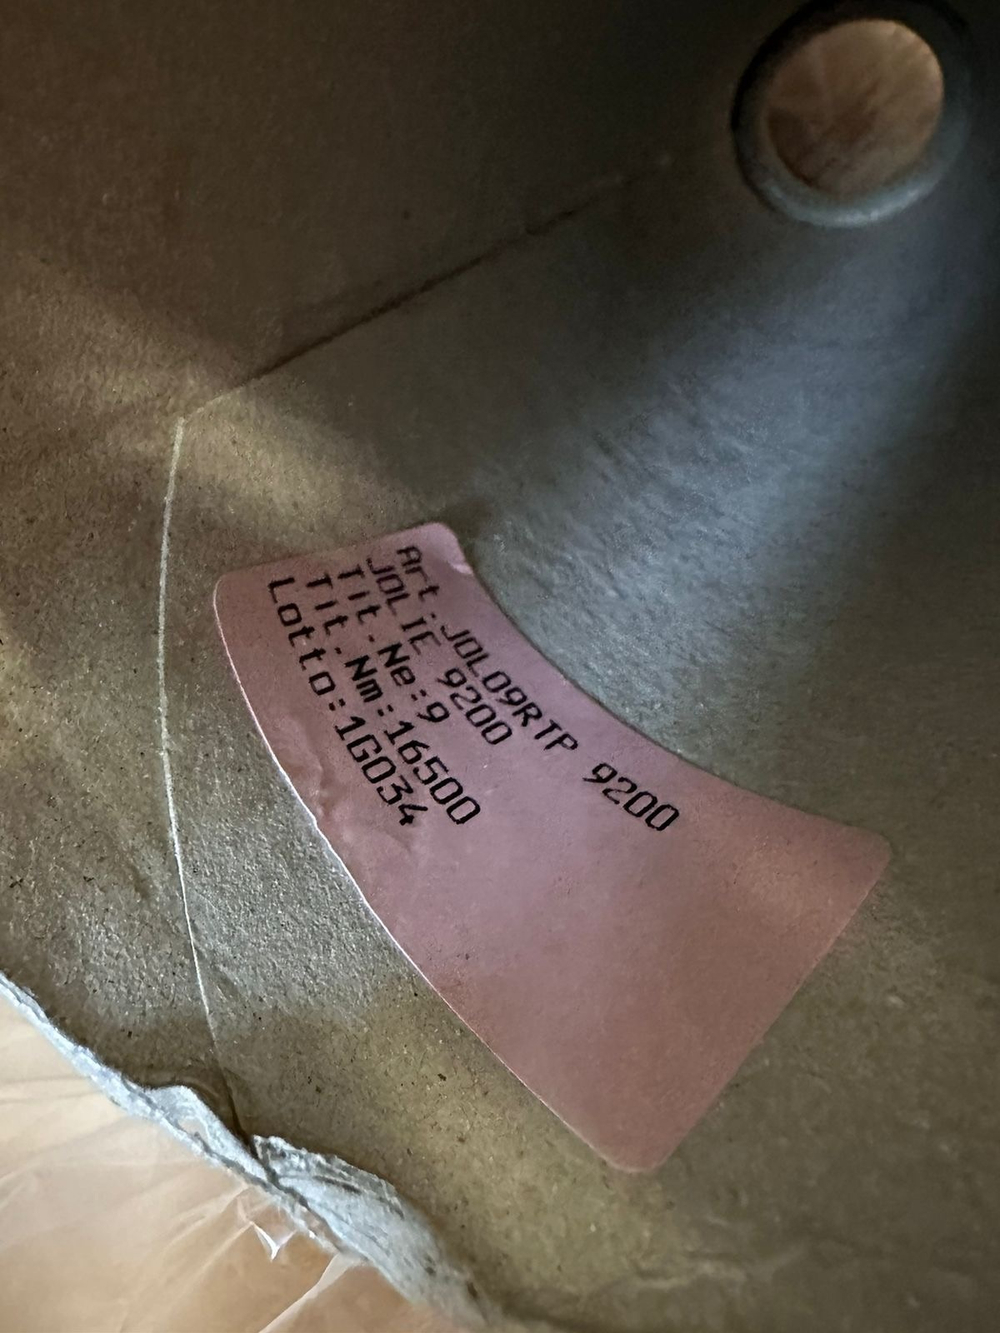 Art.:JOL09RTP 9200
JOLIE 9200
Tit.Ne:9
Tit.Nm:16500
Lotto:1G034